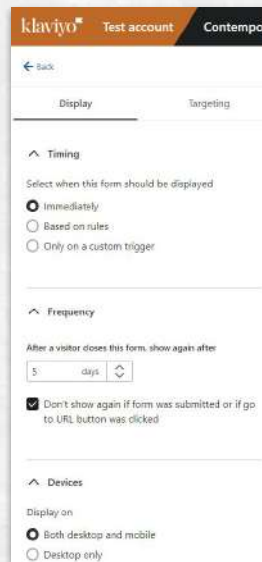 klaviyo Test account Contempo
Back
Display Targeting
Timing
Select when this form should be displayed
Immediately
Based on rules
Only on a custom trigger
Frequency
After a visitor closes this form, show again after
5 days
Don't show again if form was submitted or if go
to URL button was clicked
Devices
Display on
Both desktop and mobile
Desktop only